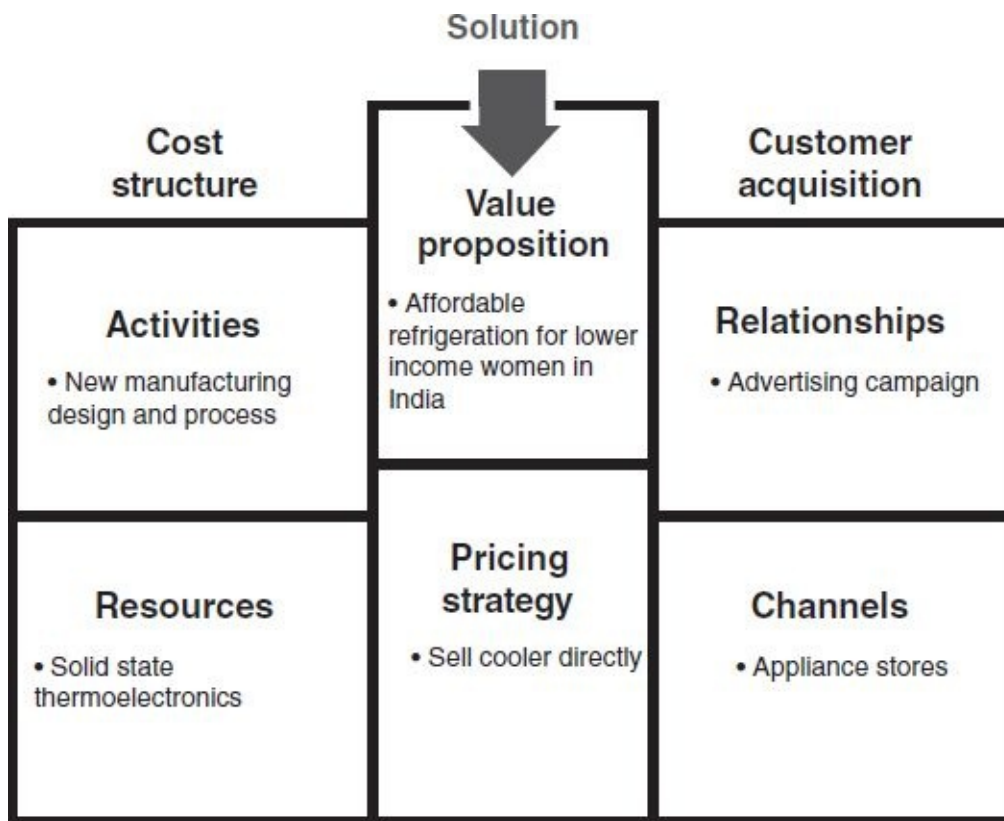 Solution
Cost
structure
Activities
• New manufacturing
design and process
Resources
• Solid state
thermoelectronics
Value
proposition
• Affordable
refrigeration for lower
income women in
India
Pricing
strategy
• Sell cooler directly
Customer
acquisition
Relationships
• Advertising campaign
Channels
• Appliance stores